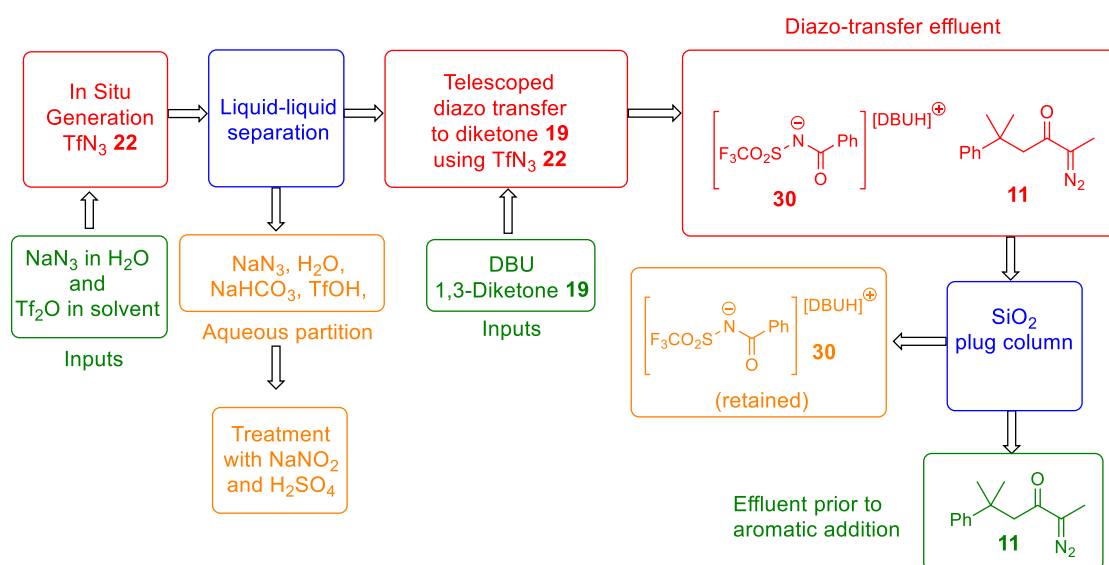 Diazo-transfer effluent
In Situ
Generation
TfN₃ 22
Liquid-liquid
separation
Telescoped
diazo transfer
to diketone 19
using TfN₃ 22
F₃CO₂S
N
⊖
Ph
O
[DBUH]
⊕
30
Ph
O
N₂
11
NaN₃ in H₂O
and
Tf₂O in solvent
Inputs
NaN₃, H₂O,
NaHCO₃, TfOH,
Aqueous partition
DBU
1,3-Diketone 19
Inputs
F₃CO₂S
N
⊖
Ph
O
[DBUH]
⊕
30
(retained)
SiO₂
plug column
Treatment
with NaNO₂
and H₂SO₄
Effluent prior to
aromatic addition
Ph
O
N₂
11